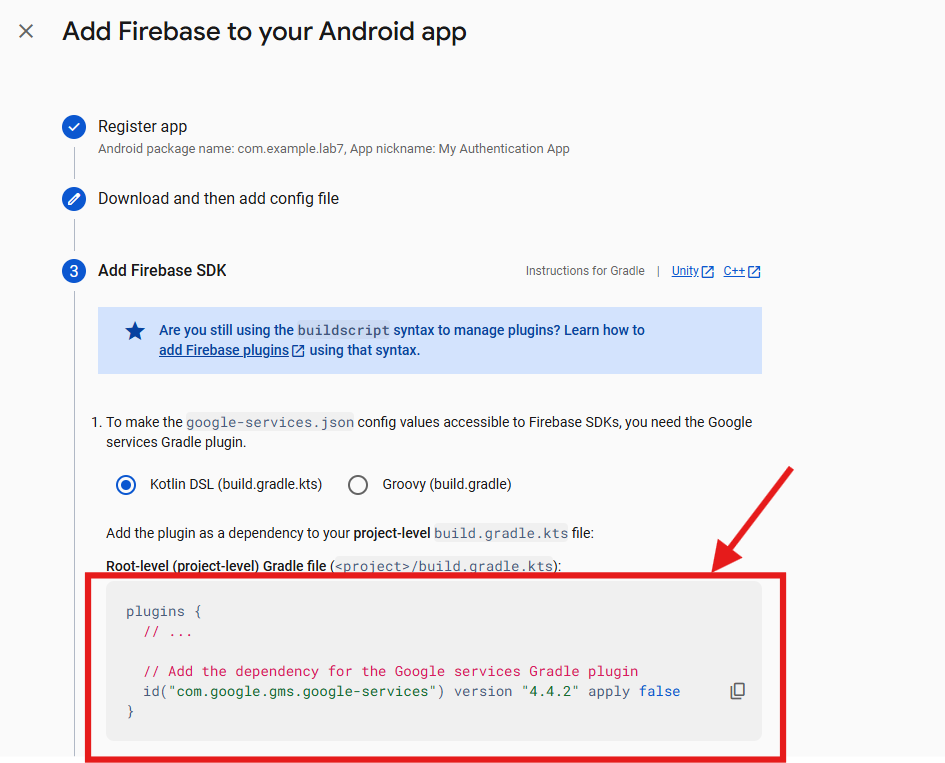 Add Firebase to your Android app
Register app
Android package name: com.example.lab7, App nickname: My Authentication App
Download and then add config file
3 Add Firebase SDK
Instructions for Gradle | Unity C++
Are you still using the buildscript syntax to manage plugins? Learn how to
add Firebase plugins using that syntax.
1. To make the google-services.json config values accessible to Firebase SDKs, you need the Google
services Gradle plugin.
Kotlin DSL (build.gradle.kts) Groovy (build.gradle)
Add the plugin as a dependency to your project-level build.gradle.kts file:
Root-level (project-level) Gradle file (<project>/build.gradle.kts):
plugins {
// ...
// Add the dependency for the Google services Gradle plugin
id("com.google.gms.google-services") version "4.4.2" apply false
}